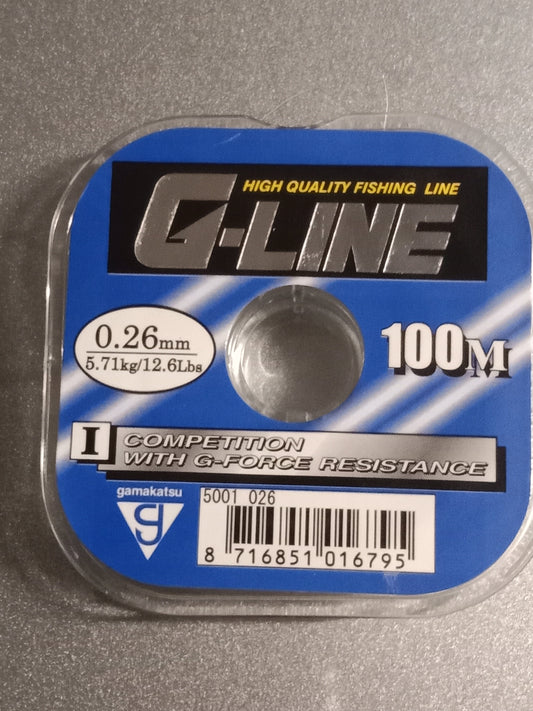 HIGH QUALITY FISHING LINE
G-LINE
0.26mm
5.71kg/12.6Lbs
100M
I
COMPETITION
WITH G-FORCE RESISTANCE
gamakatsu
g
5001 026
8 716851 016795